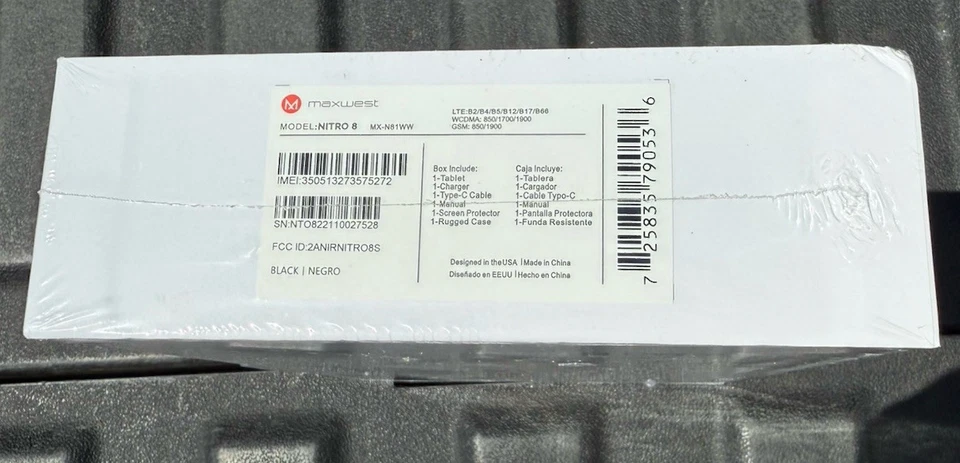 maxwest
MODEL:NITRO 8 MX-N81WW
LTE:B2/B4/B5/B12/B17/B66
WCDMA: 850/1700/1900
GSM: 850/1900
IMEI:350513273575272
SN:NTO822110027528
FCC ID:2ANIRNITRO8S
BLACK | NEGRO
Box Include:
1-Tablet
1-Charger
1-Type-C Cable
1-Manual
1-Screen Protector
1-Rugged Case
Caja Incluye:
1-Tablera
1-Cargador
1-Cable Typo-C
1-Manual
1-Pantalla Protectora
1-Funda Resistente
Designed in theUSA | Made in China
Diseñado en EEUU | Hecho en China
7 25835 79053 6